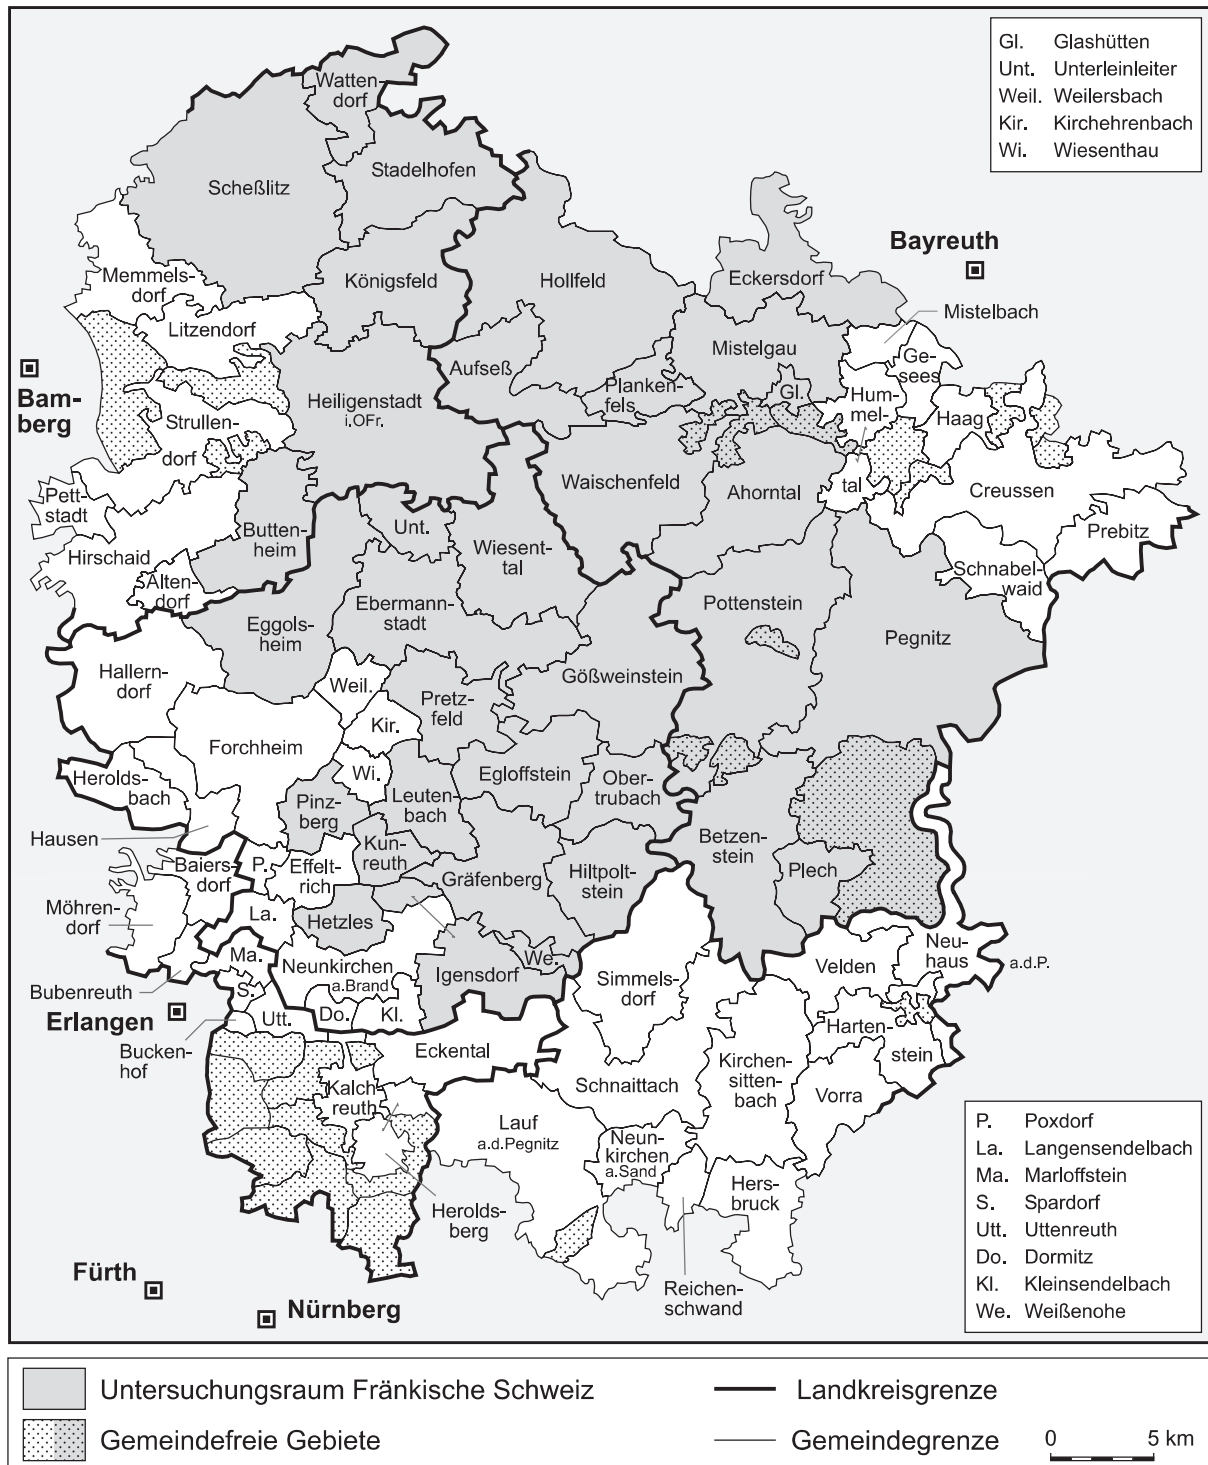 Gl. Glashütten
Unt. Unterleinleiter
Weil. Weilersbach
Kir. Kirchehrenbach
Wi. Wiesenthau
Watten-
dorf
Stadelhofen
Scheßlitz
Bayreuth
Memmels-
dorf
Königsfeld
Hollfeld
Eckersdorf
Mistelbach
Litzendorf
Mistelgau
Ge-
sees
Aufseß
Planken-
fels
Gl.
Hum-
mel-
tal
Haag
Bam-
berg
Heiligenstadt
i.OFr.
Strullen-
dorf
Waischenfeld
Ahorntal
Creussen
Pett-
stadt
Butten-
heim
Unt.
Wiesent-
tal
Prebitz
Hirschaid
Alten-
dorf
Schnabel-
waid
Ebermann-
stadt
Pottenstein
Eggols-
heim
Pegnitz
Hallern-
dorf
Weil.
Gößweinstein
Pretz-
feld
Kir.
Forchheim
Herolds-
bach
Wi.
Egloffstein
Ober-
trubach
Pinz-
berg
Leuten-
bach
Hausen
Kun-
reuth
Betzen-
stein
Baiers-
dorf
P.
Effelt-
rich
Gräfenberg
Hiltpolt-
stein
Plech
Möhren-
dorf
La.
Hetzles
Ma.
Neunkirchen
a.Brand
Igensdorf
We.
Simmels-
dorf
Velden
Neu-
haus
a.d.P.
Bubenreuth
S.
Erlangen
Utt.
Do.
Kl.
Harten-
stein
Bucken-
hof
Eckental
Kirchen-
sitten-
bach
Schnaittach
Vorra
Kalch-
reuth
Lauf
a.d.Pegnitz
Neun-
kirchen
a.Sand
Hers-
bruck
Herolds-
berg
Fürth
Reichen-
schwand
Nürnberg
P. Poxdorf
La. Langensendelbach
Ma. Marloffstein
S. Spardorf
Utt. Uttenreuth
Do. Dormitz
Kl. Kleinsendelbach
We. Weißenohe
Untersuchungsraum Fränkische Schweiz
Landkreisgrenze
Gemeindefreie Gebiete
Gemeindegrenze
0 5 km